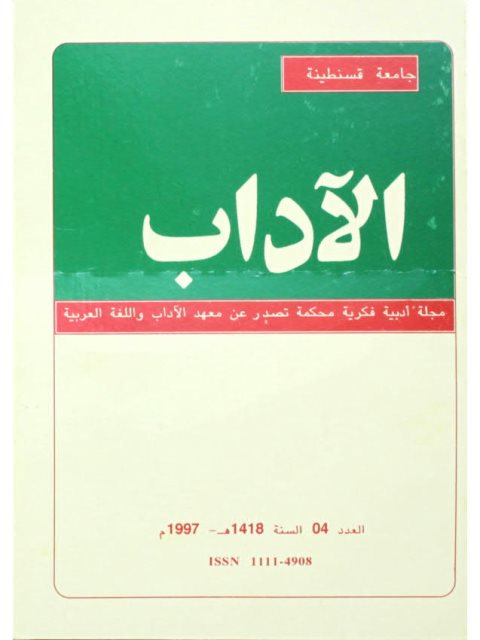 جامعة قسنطينة
الآداب
مجلة أدبية فكرية محكمة تصدر عن معهد الآداب واللغة العربية
العدد 04 السنة 1418هـ - 1997م
ISSN 1111-4908